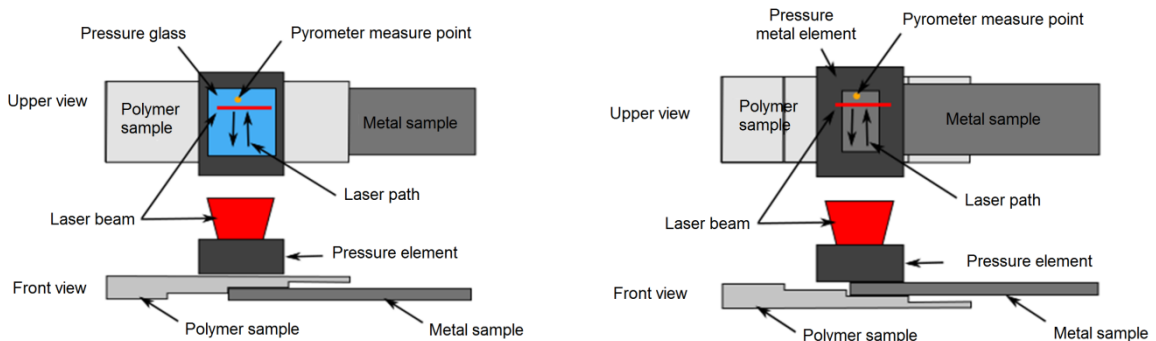 Pressure glass
Pyrometer measure point
Upper view
Polymer
sample
Metal sample
Laser path
Laser beam
Pressure element
Front view
Polymer sample
Metal sample
Pressure
metal element
Pyrometer measure point
Upper view
Polymer
sample
Metal sample
Laser path
Laser beam
Pressure element
Front view
Polymer sample
Metal sample